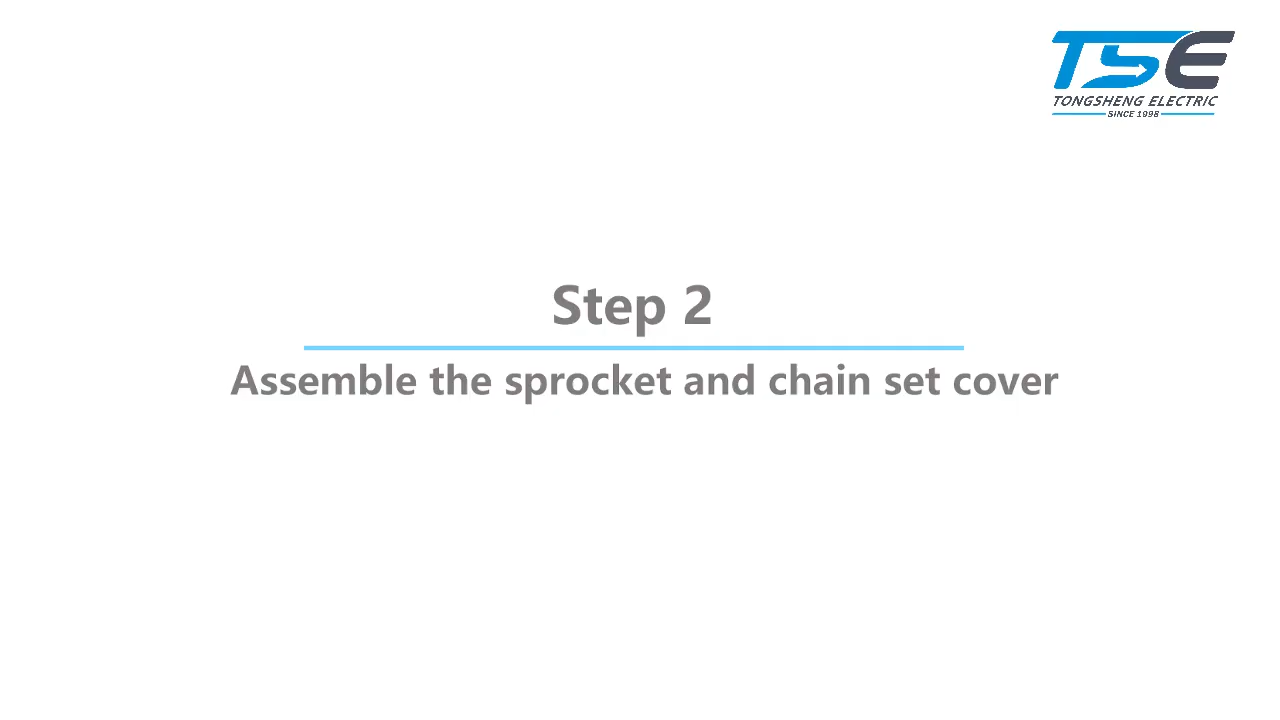 TSE
TONGSHENG ELECTRIC
SINCE 1998
Step 2
Assemble the sprocket and chain set cover